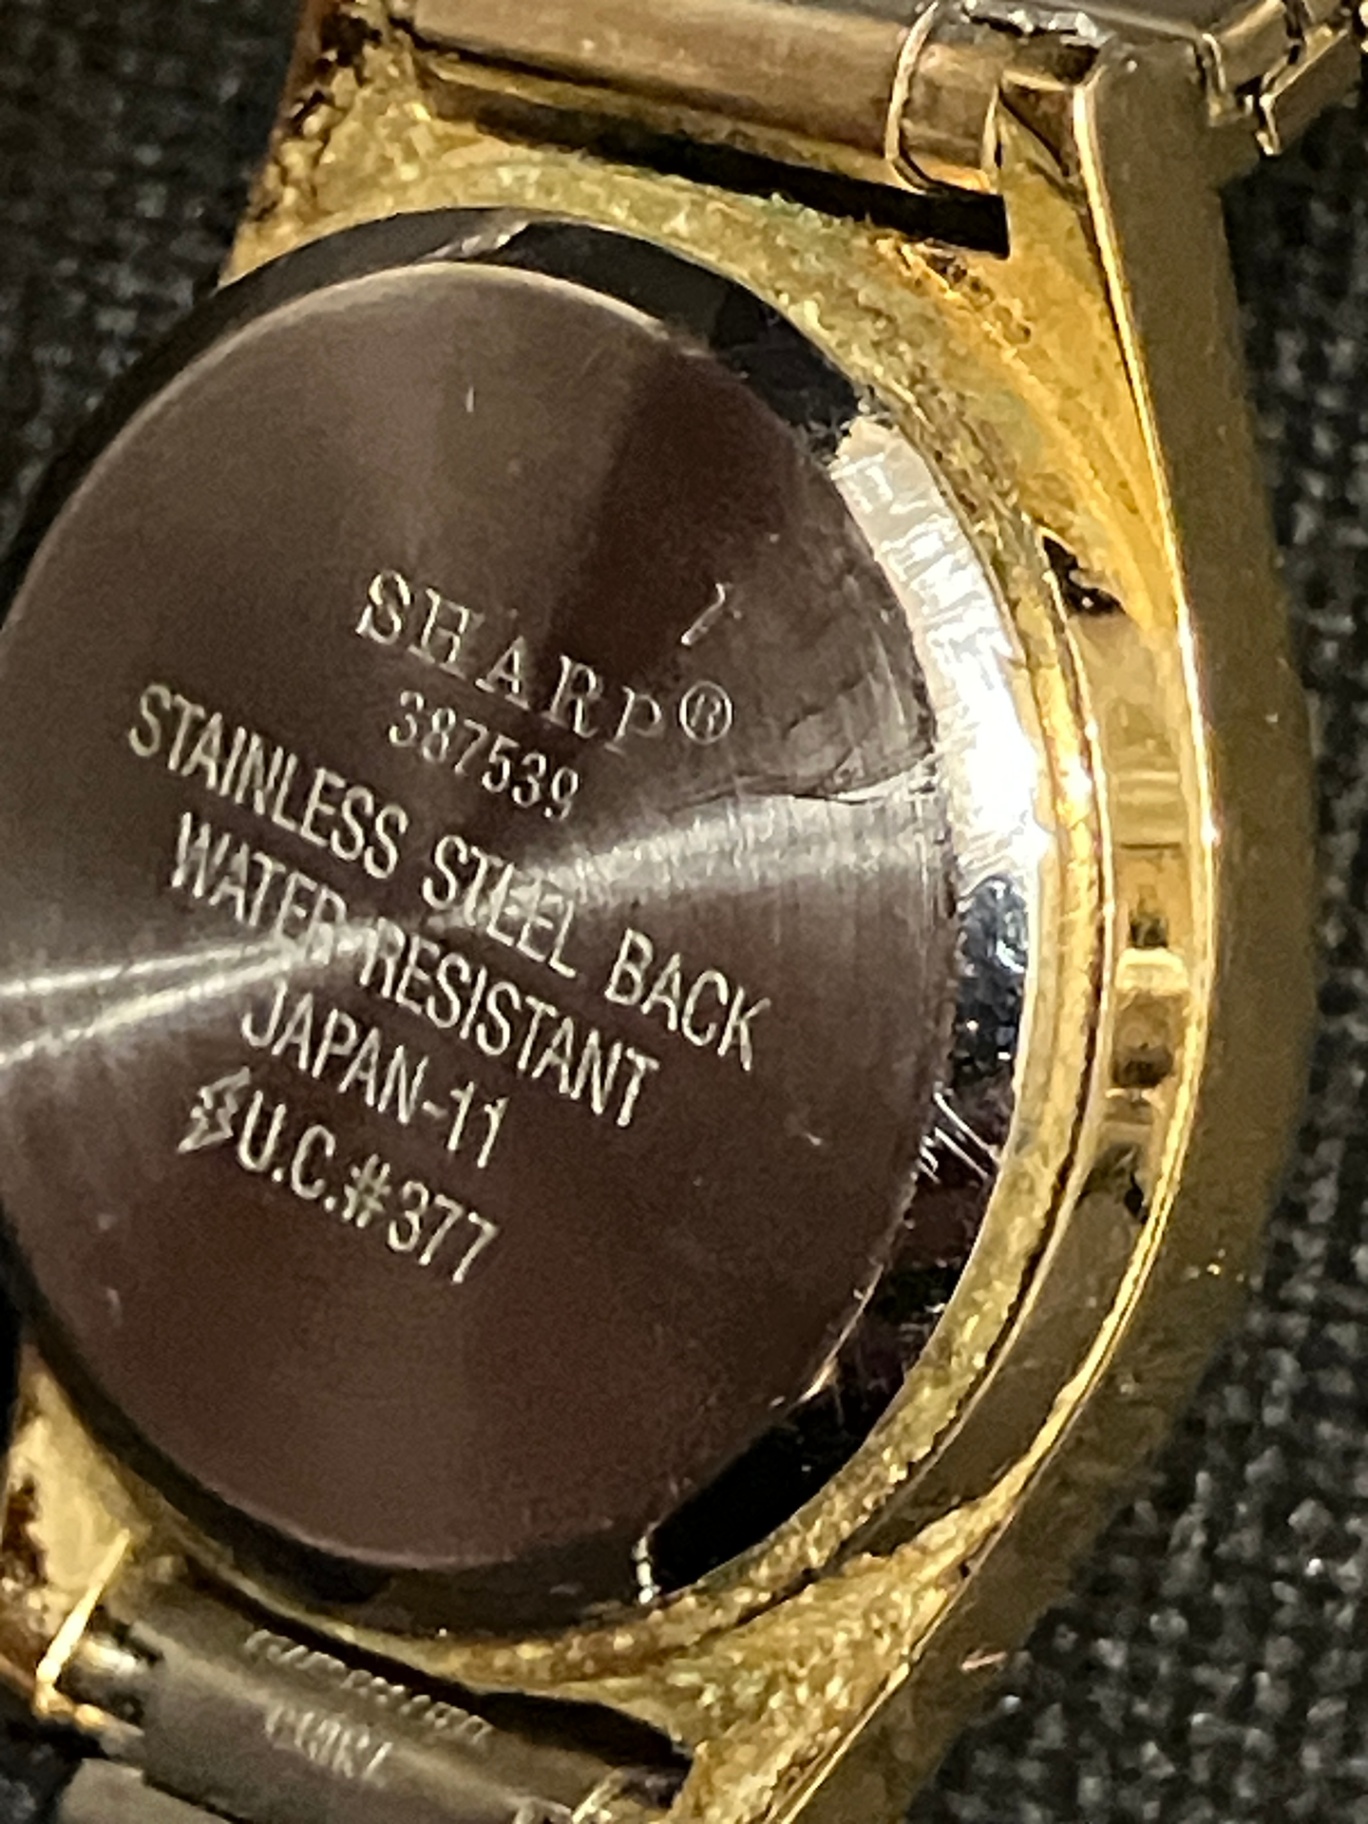 SHARP®
387539
STAINLESS STEEL BACK
WATER RESISTANT
JAPAN-11
U.C.#377